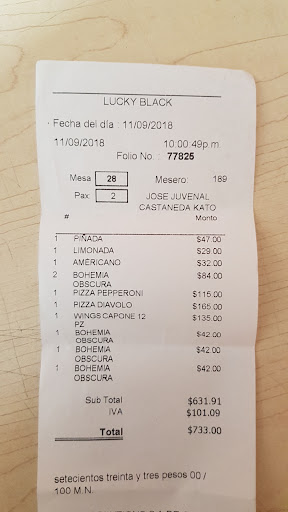 LUCKY BLACK
Fecha del día : 11/09/2018
11/09/2018 10:00:49p.m
Folio No. : 77825
Mesa 28 Mesero: 189
Pax 2 JOSE JUVENAL
CASTANEDA KATO
# Monto
1 PIÑADA $47.00
1 LIMONADA $29.00
1 AMERICANO $32.00
2 BOHEMIA $84.00
OBSCURA
1 PIZZA PEPPERONI $115.00
1 PIZZA DIAVOLO $165.00
1 WINGS CAPONE 12 $135.00
PZ
1 BOHEMIA $42.00
OBSCURA
1 BOHEMIA $42.00
OBSCURA
1 BOHEMIA $42.00
OBSCURA
Sub Total $631.91
IVA $101.09
Total $733.00
setecientos treinta y tres pesos 00 /
100 M.N.